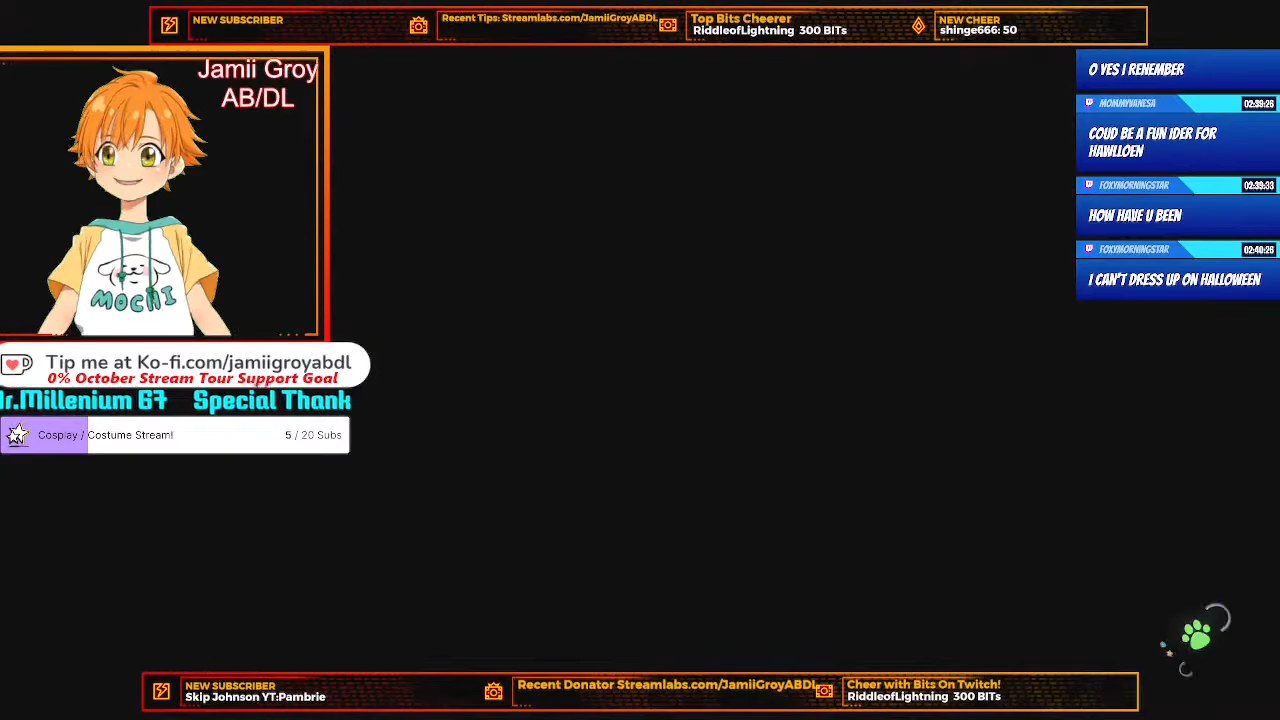 NEW SUBSCRIBER
Recent Tips: Streamlabs.com/JamiiGroyABDL
Top Bits Cheerer
RiddleofLightning 300 BITs
NEW CHEER
shinge666: 50
Jamii Groy
AB/DL
MOCHI
Tip me at Ko-fi.com/jamiigroyabdl
0% October Stream Tour Support Goal
r.Millenium 67 Special Thank
Cosplay / Costume Stream!
5 / 20 Subs
O YES I RENEMBER
MOMMYVANESA
02:39:26
COUD BE A FUN IDER FOR
HAWLLOEN
FOXYMORNINGSTAR
02:39:33
HOW HAVE U BEEN
FOXYMORNINGSTAR
02:40:26
I CAN'T DRESS UP ON HALLOWEEN
NEW SUBSCRIBER
Skip Johnson YT:Pambrie
Recent Donator Streamlabs.com/JamiiGroyABDL
Cheer with Bits On Twitch!
RiddleofLightning 300 BITs